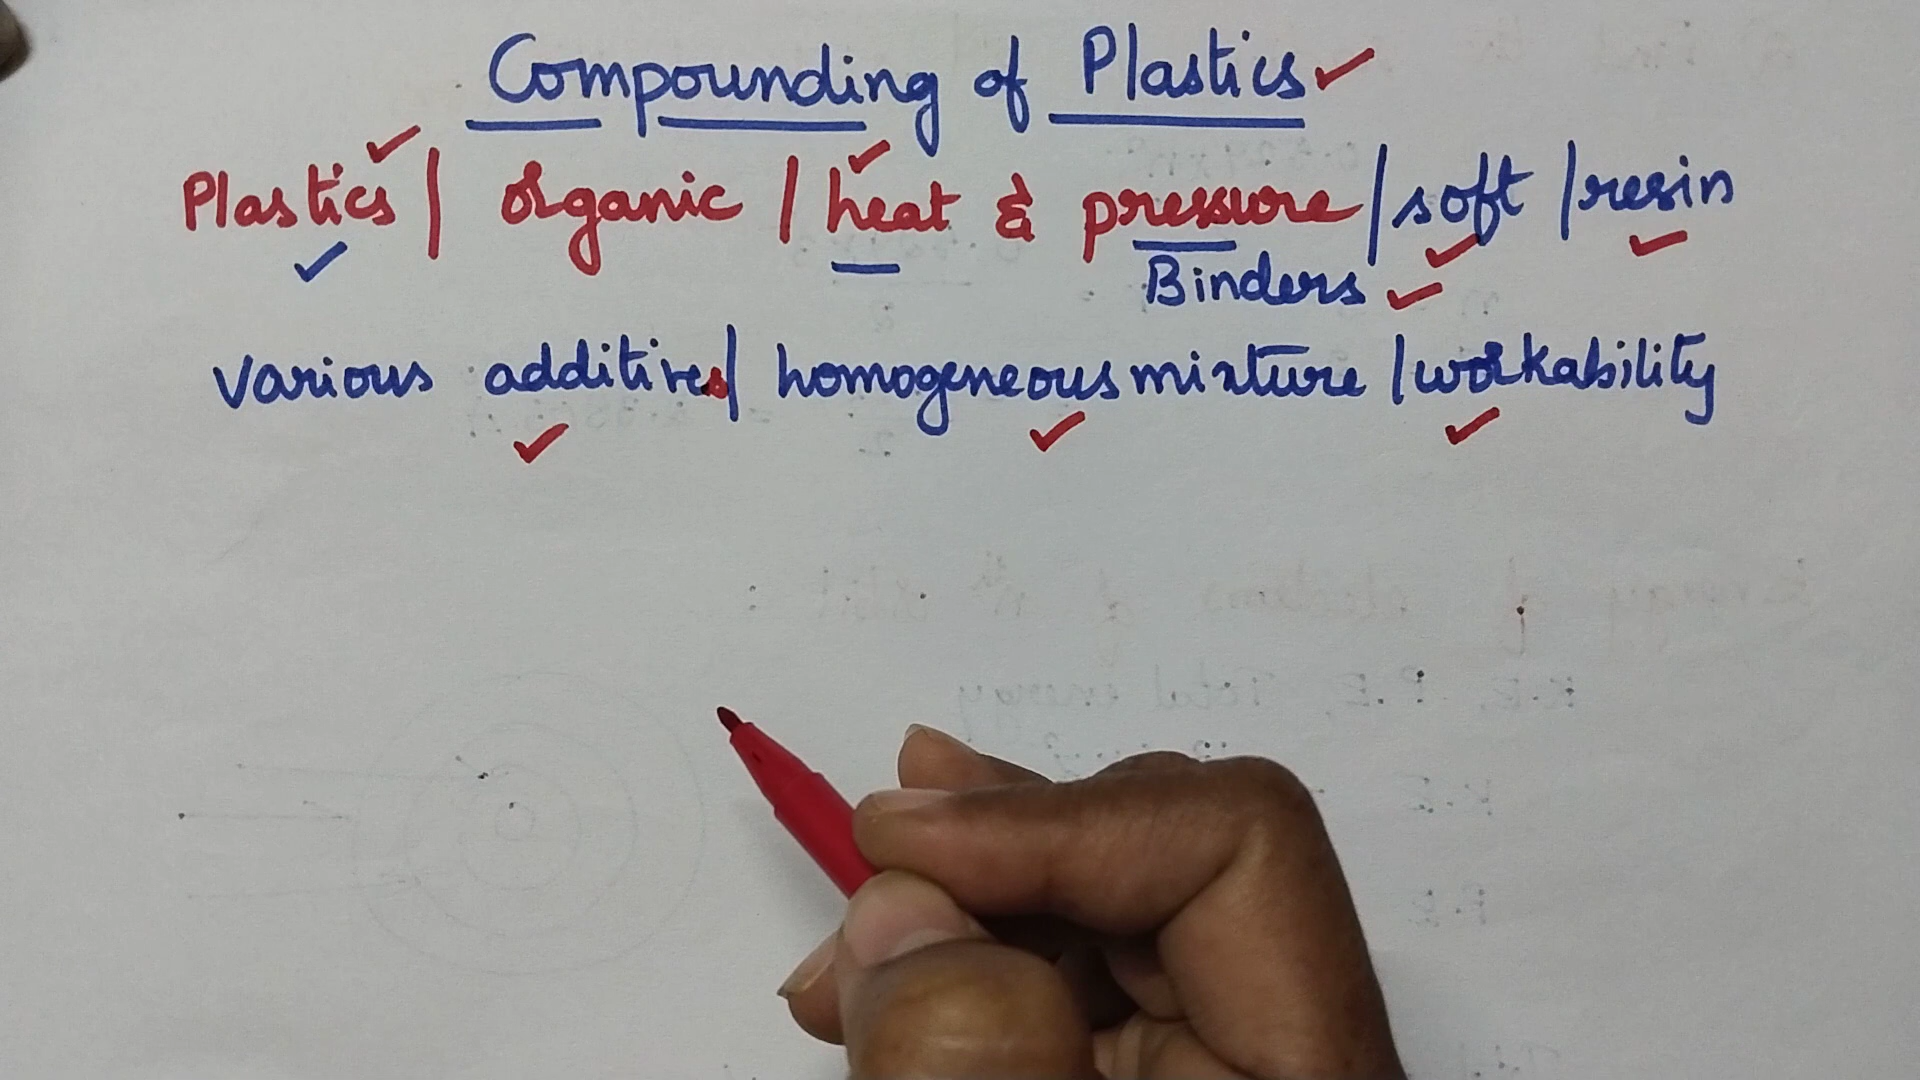 Compounding of Plastics
Plastics / organic / heat & pressure / soft / resin
Binders
various additives / homogeneous mixture / workability